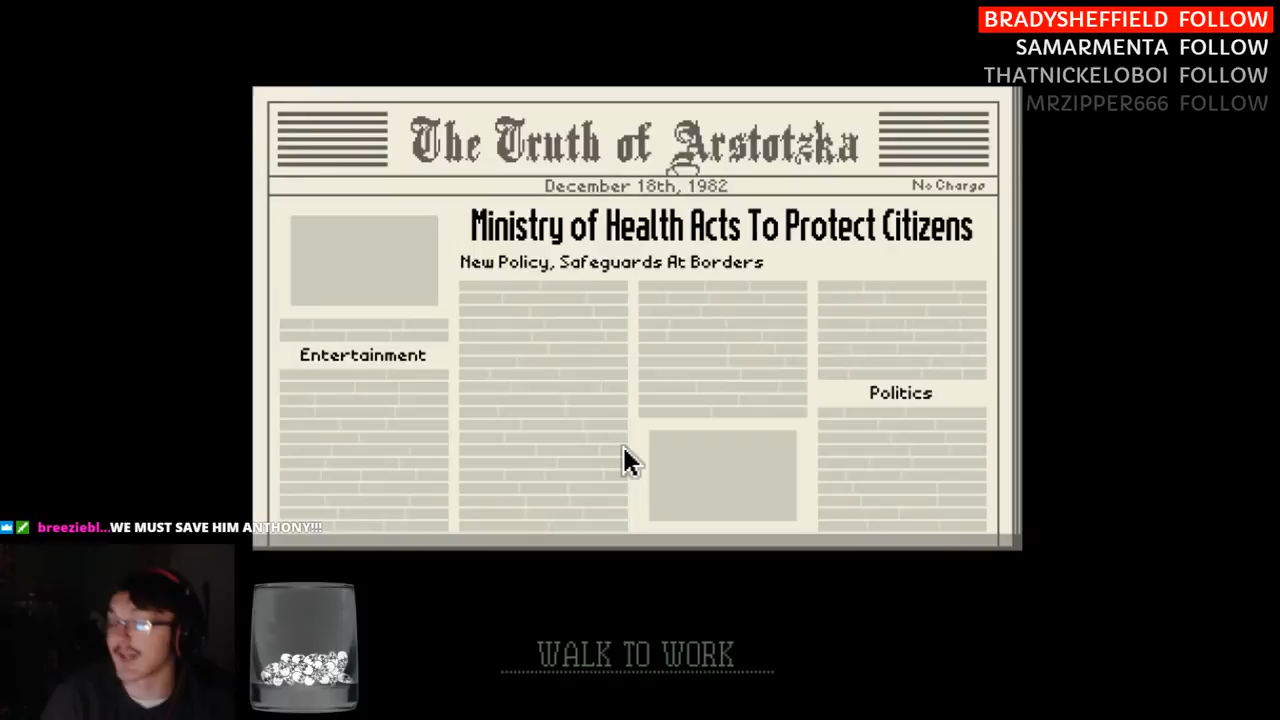 BRADYSHEFFIELD FOLLOW
SAMARMENTA FOLLOW
THATNICKELOBOI FOLLOW
MRZIPPER666 FOLLOW
The Truth of Arstotzka
December 18th, 1982
No Charge
Ministry of Health Acts To Protect Citizens
New Policy, Safeguards At Borders
Entertainment
Politics
breeziebl...WE MUST SAVE HIM ANTHONY!!!
WALK TO WORK